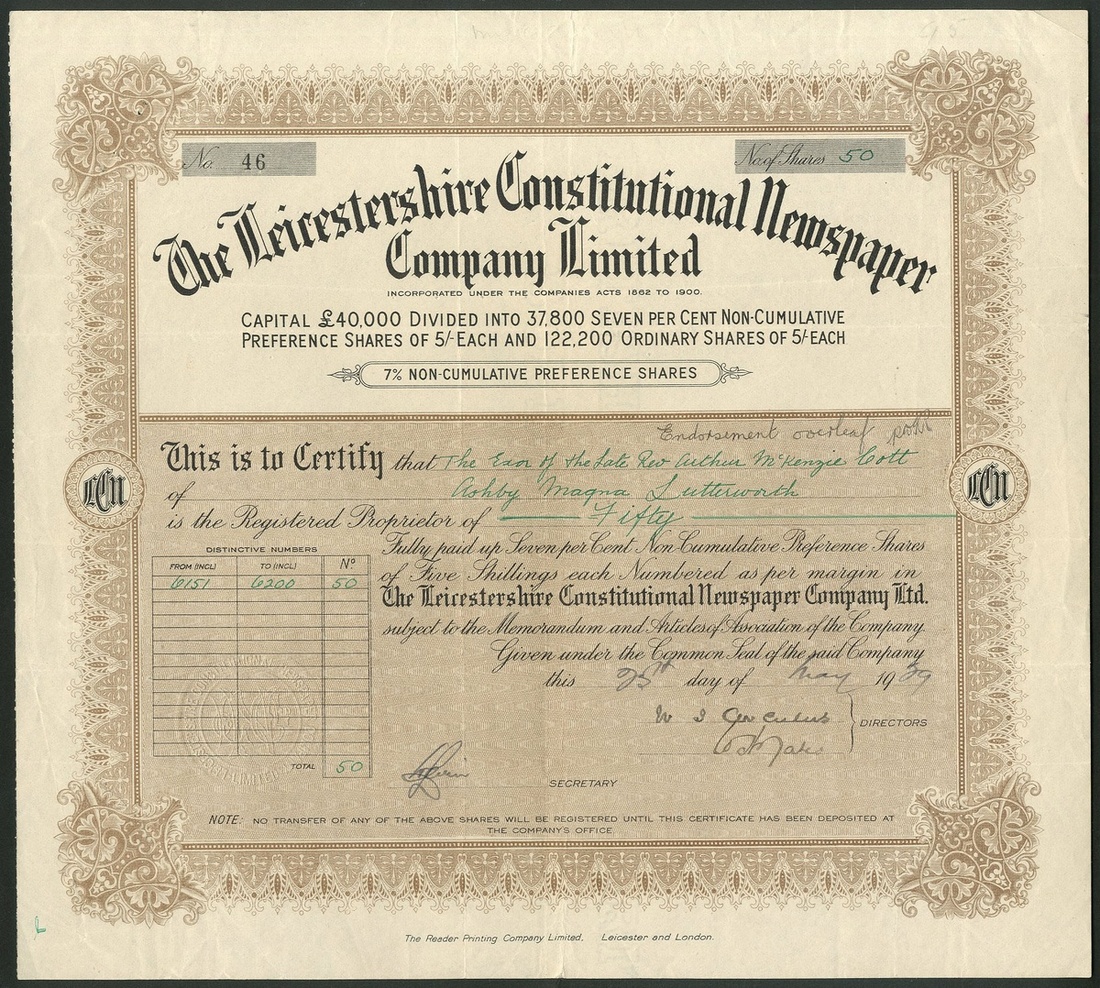 No. 46
No. of Shares 50
The Leicestershire Constitutional Newspaper
Company Limited
INCORPORATED UNDER THE COMPANIES ACTS 1862 TO 1900.
CAPITAL £40,000 DIVIDED INTO 37,800 SEVEN PER CENT NON-CUMULATIVE
PREFERENCE SHARES OF 5/- EACH AND 122,200 ORDINARY SHARES OF 5/- EACH
7% NON-CUMULATIVE PREFERENCE SHARES
Endorsement overleaf
This is to Certify that The Exor of the Late Rev Arthur McKenzie Cott
of Ashby Magna Lutterworth
is the Registered Proprietor of Fifty
Fully paid up Seven per Cent Non Cumulative Preference Shares
of Five Shillings each Numbered as per margin in
The Leicestershire Constitutional Newspaper Company Ltd.
subject to the Memorandum and Articles of Association of the Company
Given under the Common Seal of the said Company
this 25th day of May 1939
DISTINCTIVE NUMBERS
FROM (INCL) TO (INCL) No
6151 6200 50
TOTAL 50
DIRECTORS
SECRETARY
NOTE: NO TRANSFER OF ANY OF THE ABOVE SHARES WILL BE REGISTERED UNTIL THIS CERTIFICATE HAS BEEN DEPOSITED AT
THE COMPANY'S OFFICE.
LCN
LCN
The Reader Printing Company Limited, Leicester and London.